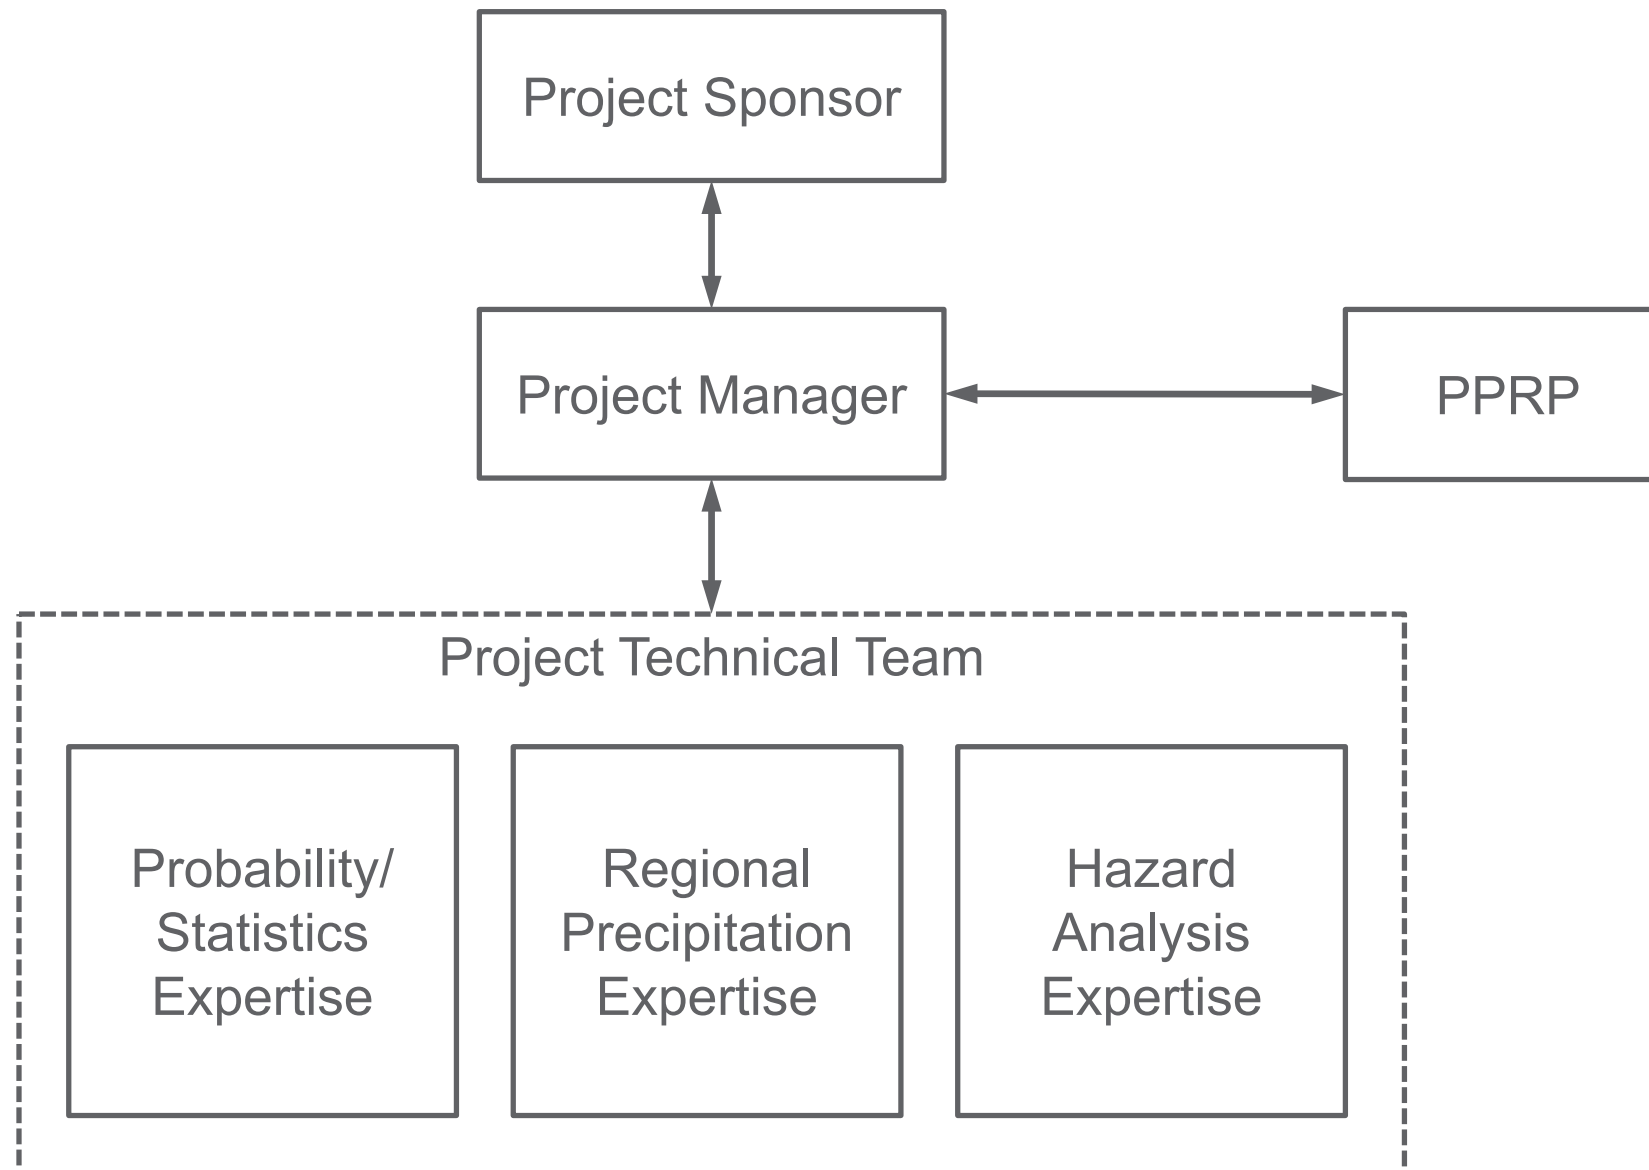 Project Sponsor
Project Manager
PPRP
Project Technical Team
Probability/
Statistics
Expertise
Regional
Precipitation
Expertise
Hazard
Analysis
Expertise